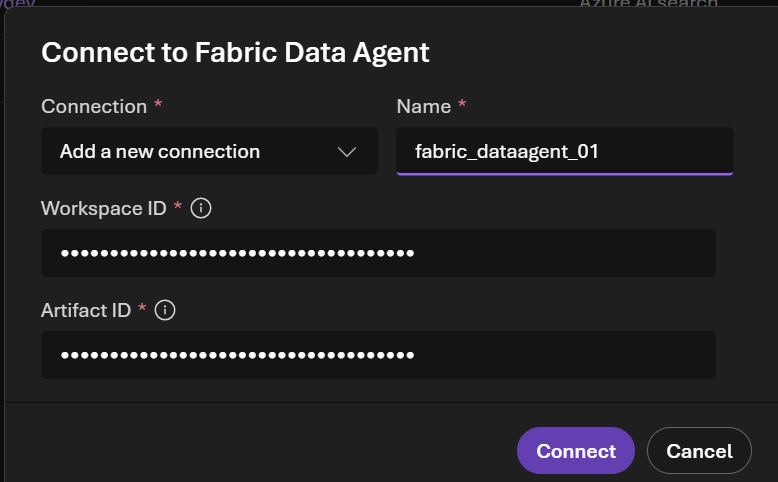 Azure AI search
Connect to Fabric Data Agent
Connection * Name *
Add a new connection fabric_dataagent_01
Workspace ID *
••••••••••••••••••••••••••••••••••••
Artifact ID *
••••••••••••••••••••••••••••••••••••
Connect Cancel